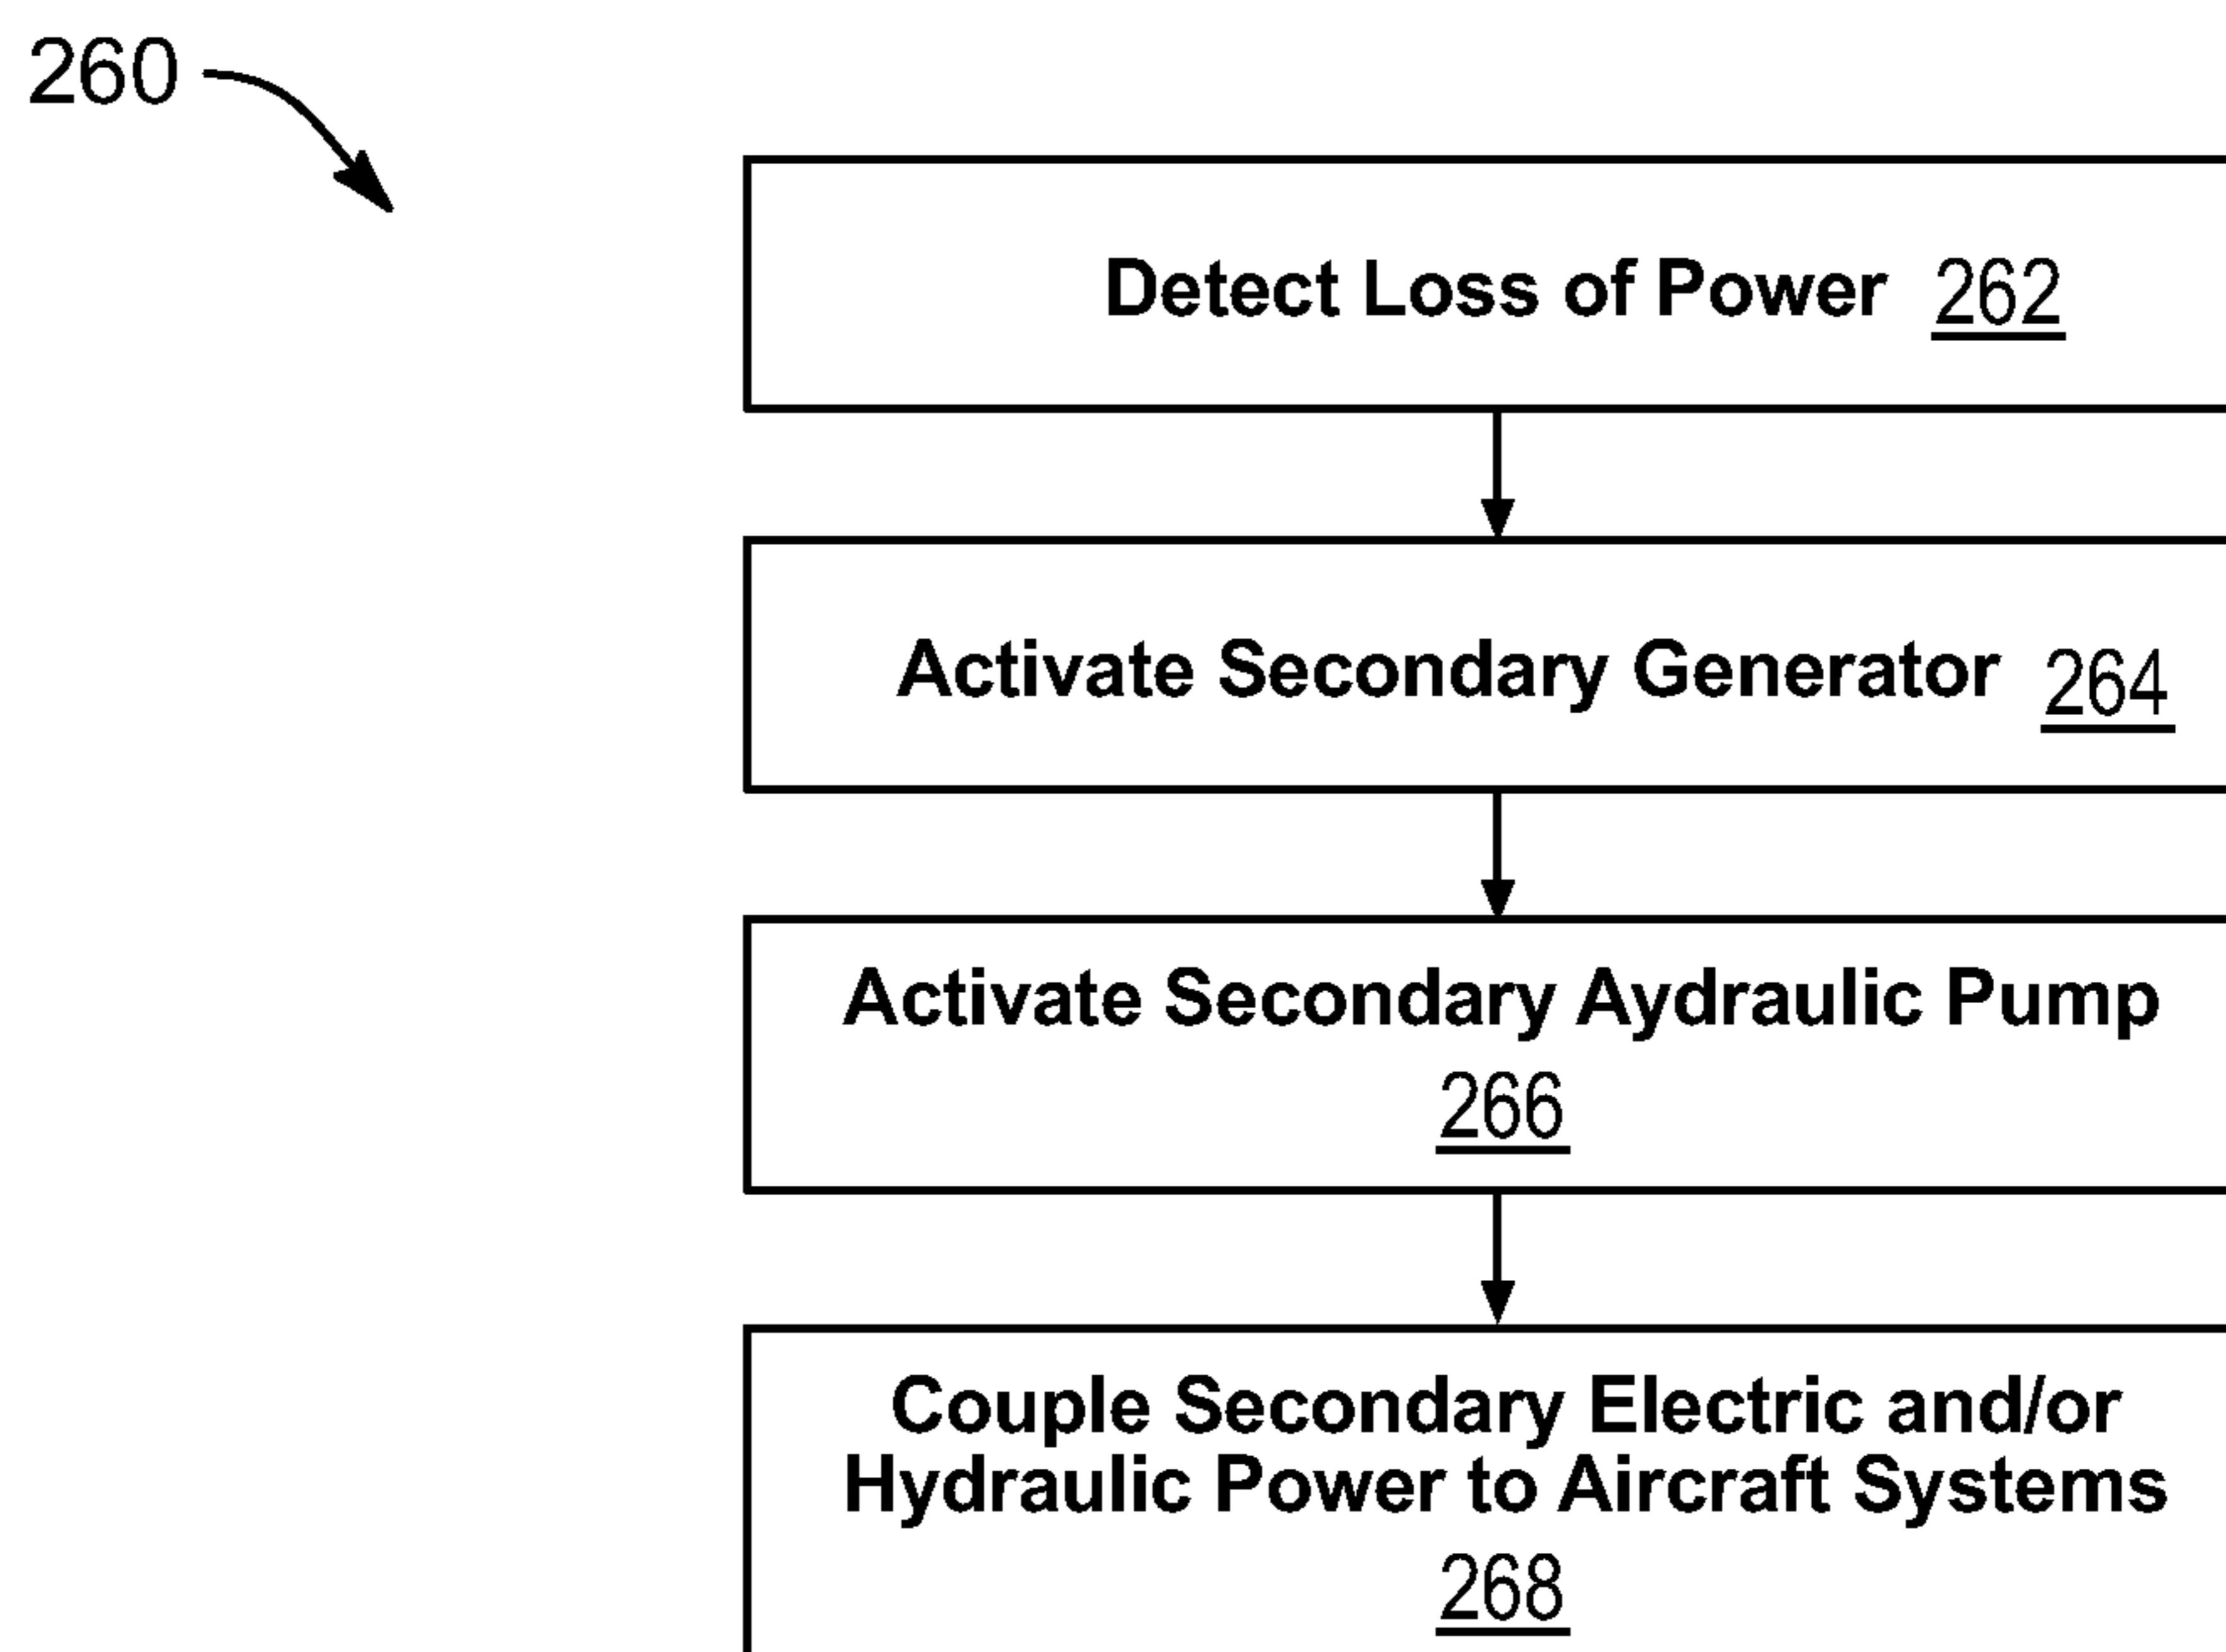 260
Detect Loss of Power 262
Activate Secondary Generator 264
Activate Secondary Aydraulic Pump
266
Couple Secondary Electric and/or
Hydraulic Power to Aircraft Systems
268